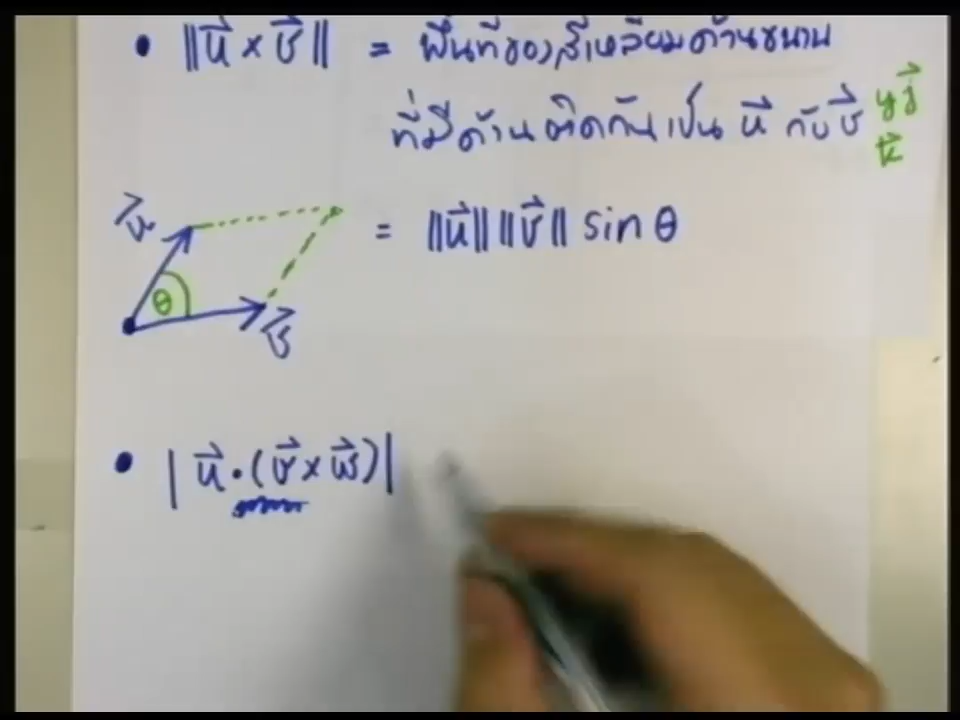 • ‖u⃗ × v⃗‖ = พื้นที่ของสี่เหลี่ยมด้านขนาน
ที่มีด้านติดกันเป็น u⃗ กับ v⃗
y j⃗
k⃗
u⃗
θ
v⃗
= ‖u⃗‖ ‖v⃗‖ sin θ
• | u⃗ · (v⃗ × w⃗) |